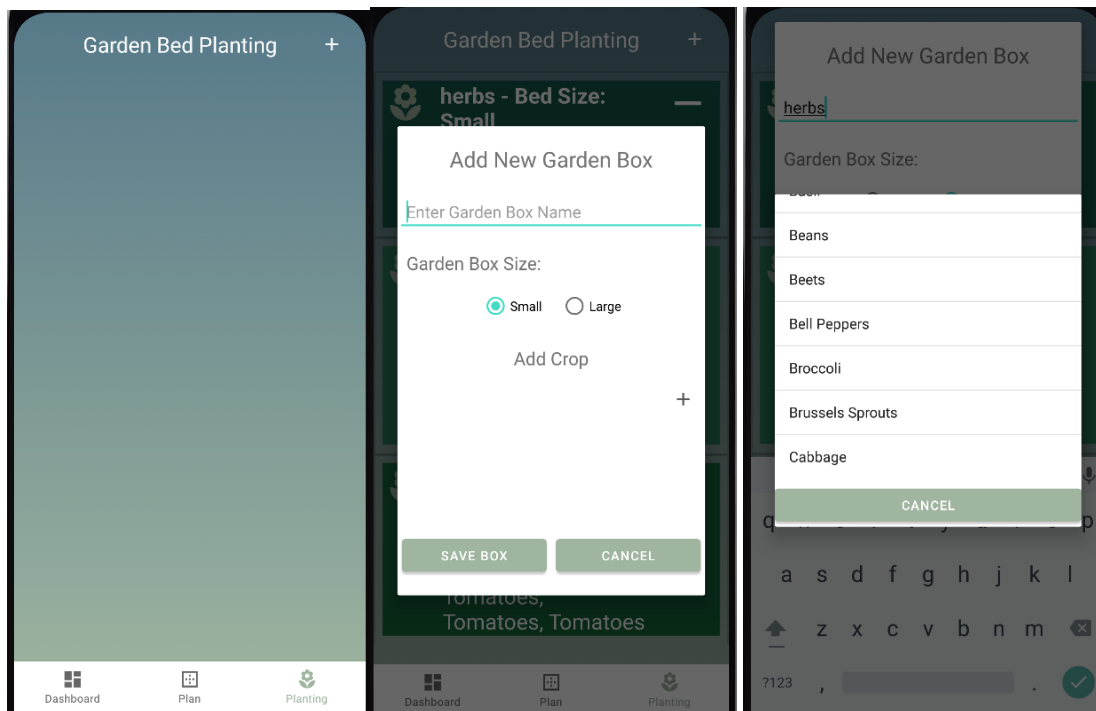 Garden Bed Planting +
Dashboard
Plan
Planting
Garden Bed Planting +
herbs - Bed Size:
Small
Add New Garden Box
Enter Garden Box Name
Garden Box Size:
Small
Large
Add Crop
+
SAVE BOX
CANCEL
Tomatoes,
Tomatoes, Tomatoes
Dashboard
Plan
Planting
Add New Garden Box
herbs
Garden Box Size:
Beans
Beets
Bell Peppers
Broccoli
Brussels Sprouts
Cabbage
CANCEL
a s d f g h j k l
z x c v b n m
?123 , .